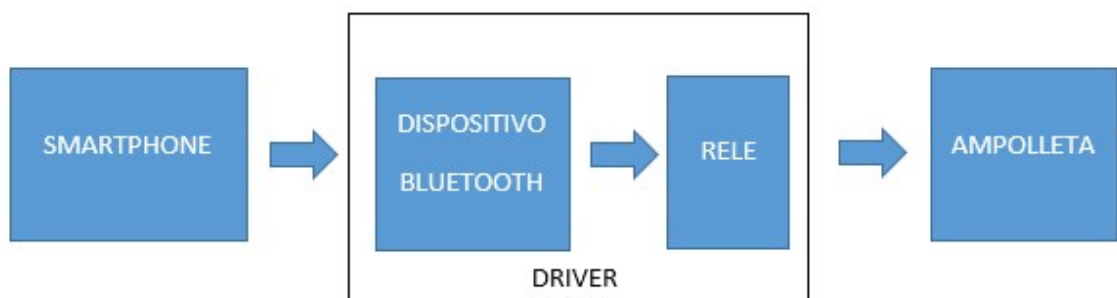 SMARTPHONE
DISPOSITIVO
BLUETOOTH
RELE
AMPOLLETA
DRIVER